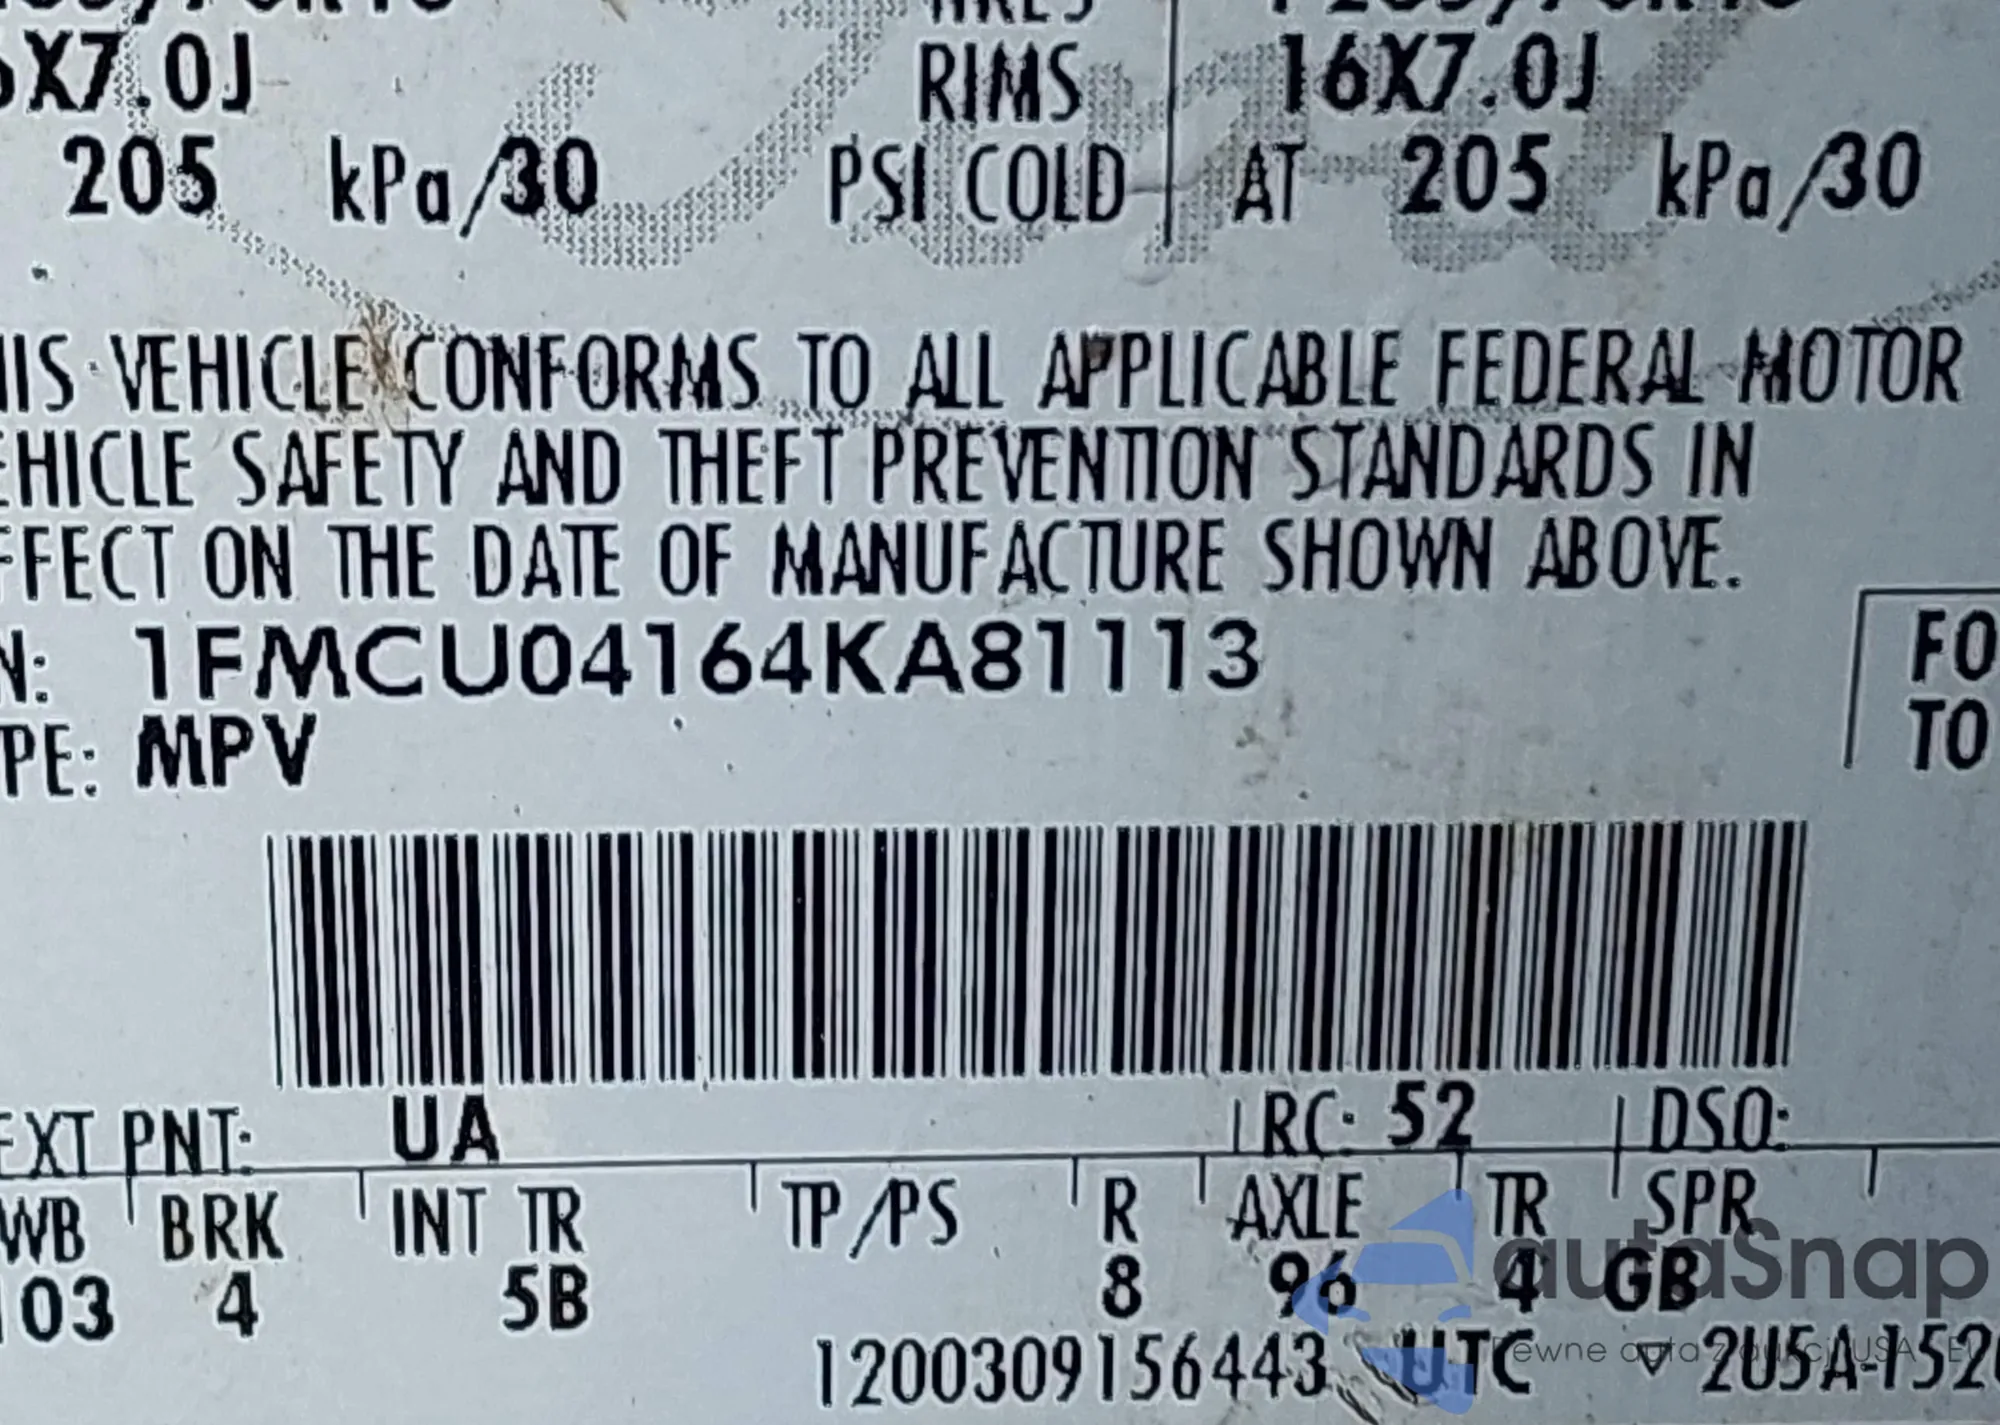 6X7.0J RIMS 16X7.0J
205 kPa/30 PSI COLD AT 205 kPa/30
HIS VEHICLE CONFORMS TO ALL APPLICABLE FEDERAL MOTOR
EHICLE SAFETY AND THEFT PREVENTION STANDARDS IN
FFECT ON THE DATE OF MANUFACTURE SHOWN ABOVE.
N: 1FMCU04164KA81113
FO
PE: MPV
TO
EXT PNT: UA RC: 52 DSO:
WB BRK INT TR TP/PS R AXLE TR SPR
103 4 5B 8 96 4 GB
autaSnap
1200309156443 UTC ▽ 2U5A-1520